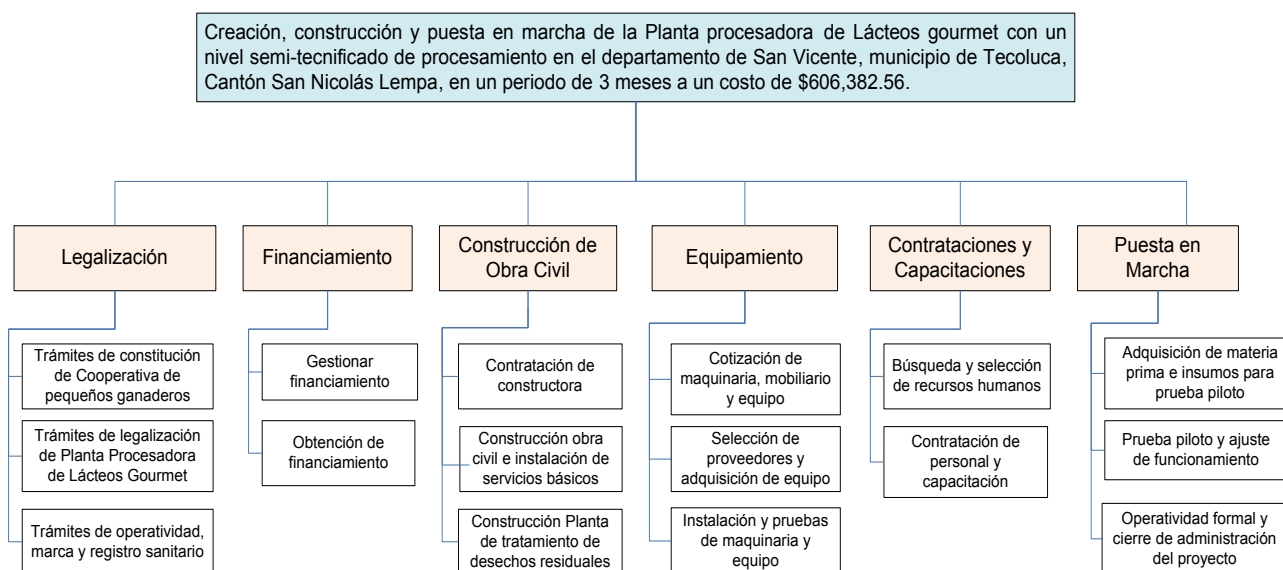 Creación, construcción y puesta en marcha de la Planta procesadora de Lácteos gourmet con un
nivel semi-tecnificado de procesamiento en el departamento de San Vicente, municipio de Tecoluca,
Cantón San Nicolás Lempa, en un periodo de 3 meses a un costo de $606,382.56.
Legalización
Trámites de constitución
de Cooperativa de
pequeños ganaderos
Trámites de legalización
de Planta Procesadora
de Lácteos Gourmet
Trámites de operatividad,
marca y registro sanitario
Financiamiento
Gestionar
financiamiento
Obtención de
financiamiento
Construcción de
Obra Civil
Contratación de
constructora
Construcción obra
civil e instalación de
servicios básicos
Construcción Planta
de tratamiento de
desechos residuales
Equipamiento
Cotización de
maquinaria, mobiliario
y equipo
Selección de
proveedores y
adquisición de equipo
Instalación y pruebas
de maquinaria y
equipo
Contrataciones y
Capacitaciones
Búsqueda y selección
de recursos humanos
Contratación de
personal y
capacitación
Puesta en
Marcha
Adquisición de materia
prima e insumos para
prueba piloto
Prueba piloto y ajuste
de funcionamiento
Operatividad formal y
cierre de administración
del proyecto